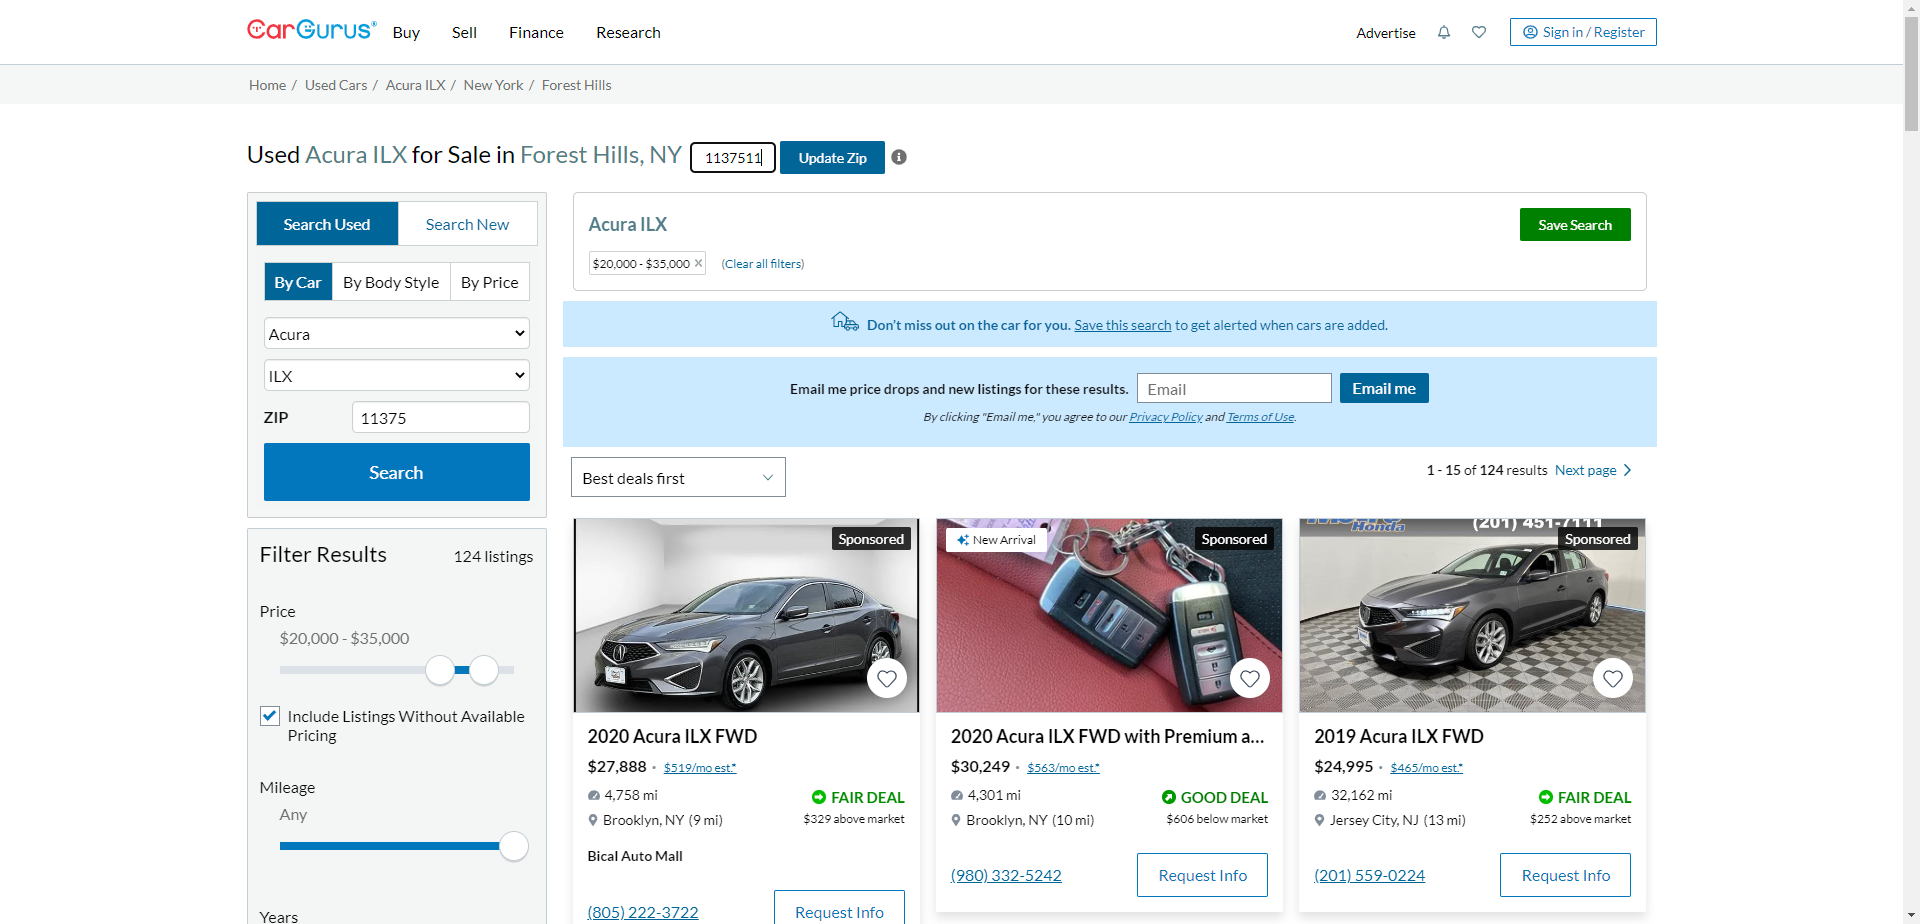 CarGurus
Buy
Sell
Finance
Research
Advertise
Sign in / Register
Home / Used Cars / Acura ILX / New York / Forest Hills
Used Acura ILX for Sale in Forest Hills, NY
1137511
Update Zip
Search Used
Search New
By Car
By Body Style
By Price
Acura
ILX
ZIP
11375
Search
Filter Results
124 listings
Price
$20,000 - $35,000
Include Listings Without Available
Pricing
Mileage
Any
Years
Acura ILX
Save Search
$20,000 - $35,000
(Clear all filters)
Don't miss out on the car for you. Save this search to get alerted when cars are added.
Email me price drops and new listings for these results.
Email
Email me
By clicking "Email me," you agree to our Privacy Policy and Terms of Use.
Best deals first
1 - 15 of 124 results
Next page
Sponsored
2020 Acura ILX FWD
$27,888 · $519/mo est.*
4,758 mi
FAIR DEAL
Brooklyn, NY (9 mi)
$329 above market
Bical Auto Mall
(805) 222-3722
Request Info
New Arrival
Sponsored
2020 Acura ILX FWD with Premium a...
$30,249 · $563/mo est.*
4,301 mi
GOOD DEAL
Brooklyn, NY (10 mi)
$606 below market
(980) 332-5242
Request Info
Honda
(201) 451-7111
Sponsored
2019 Acura ILX FWD
$24,995 · $465/mo est.*
32,162 mi
FAIR DEAL
Jersey City, NJ (13 mi)
$252 above market
(201) 559-0224
Request Info